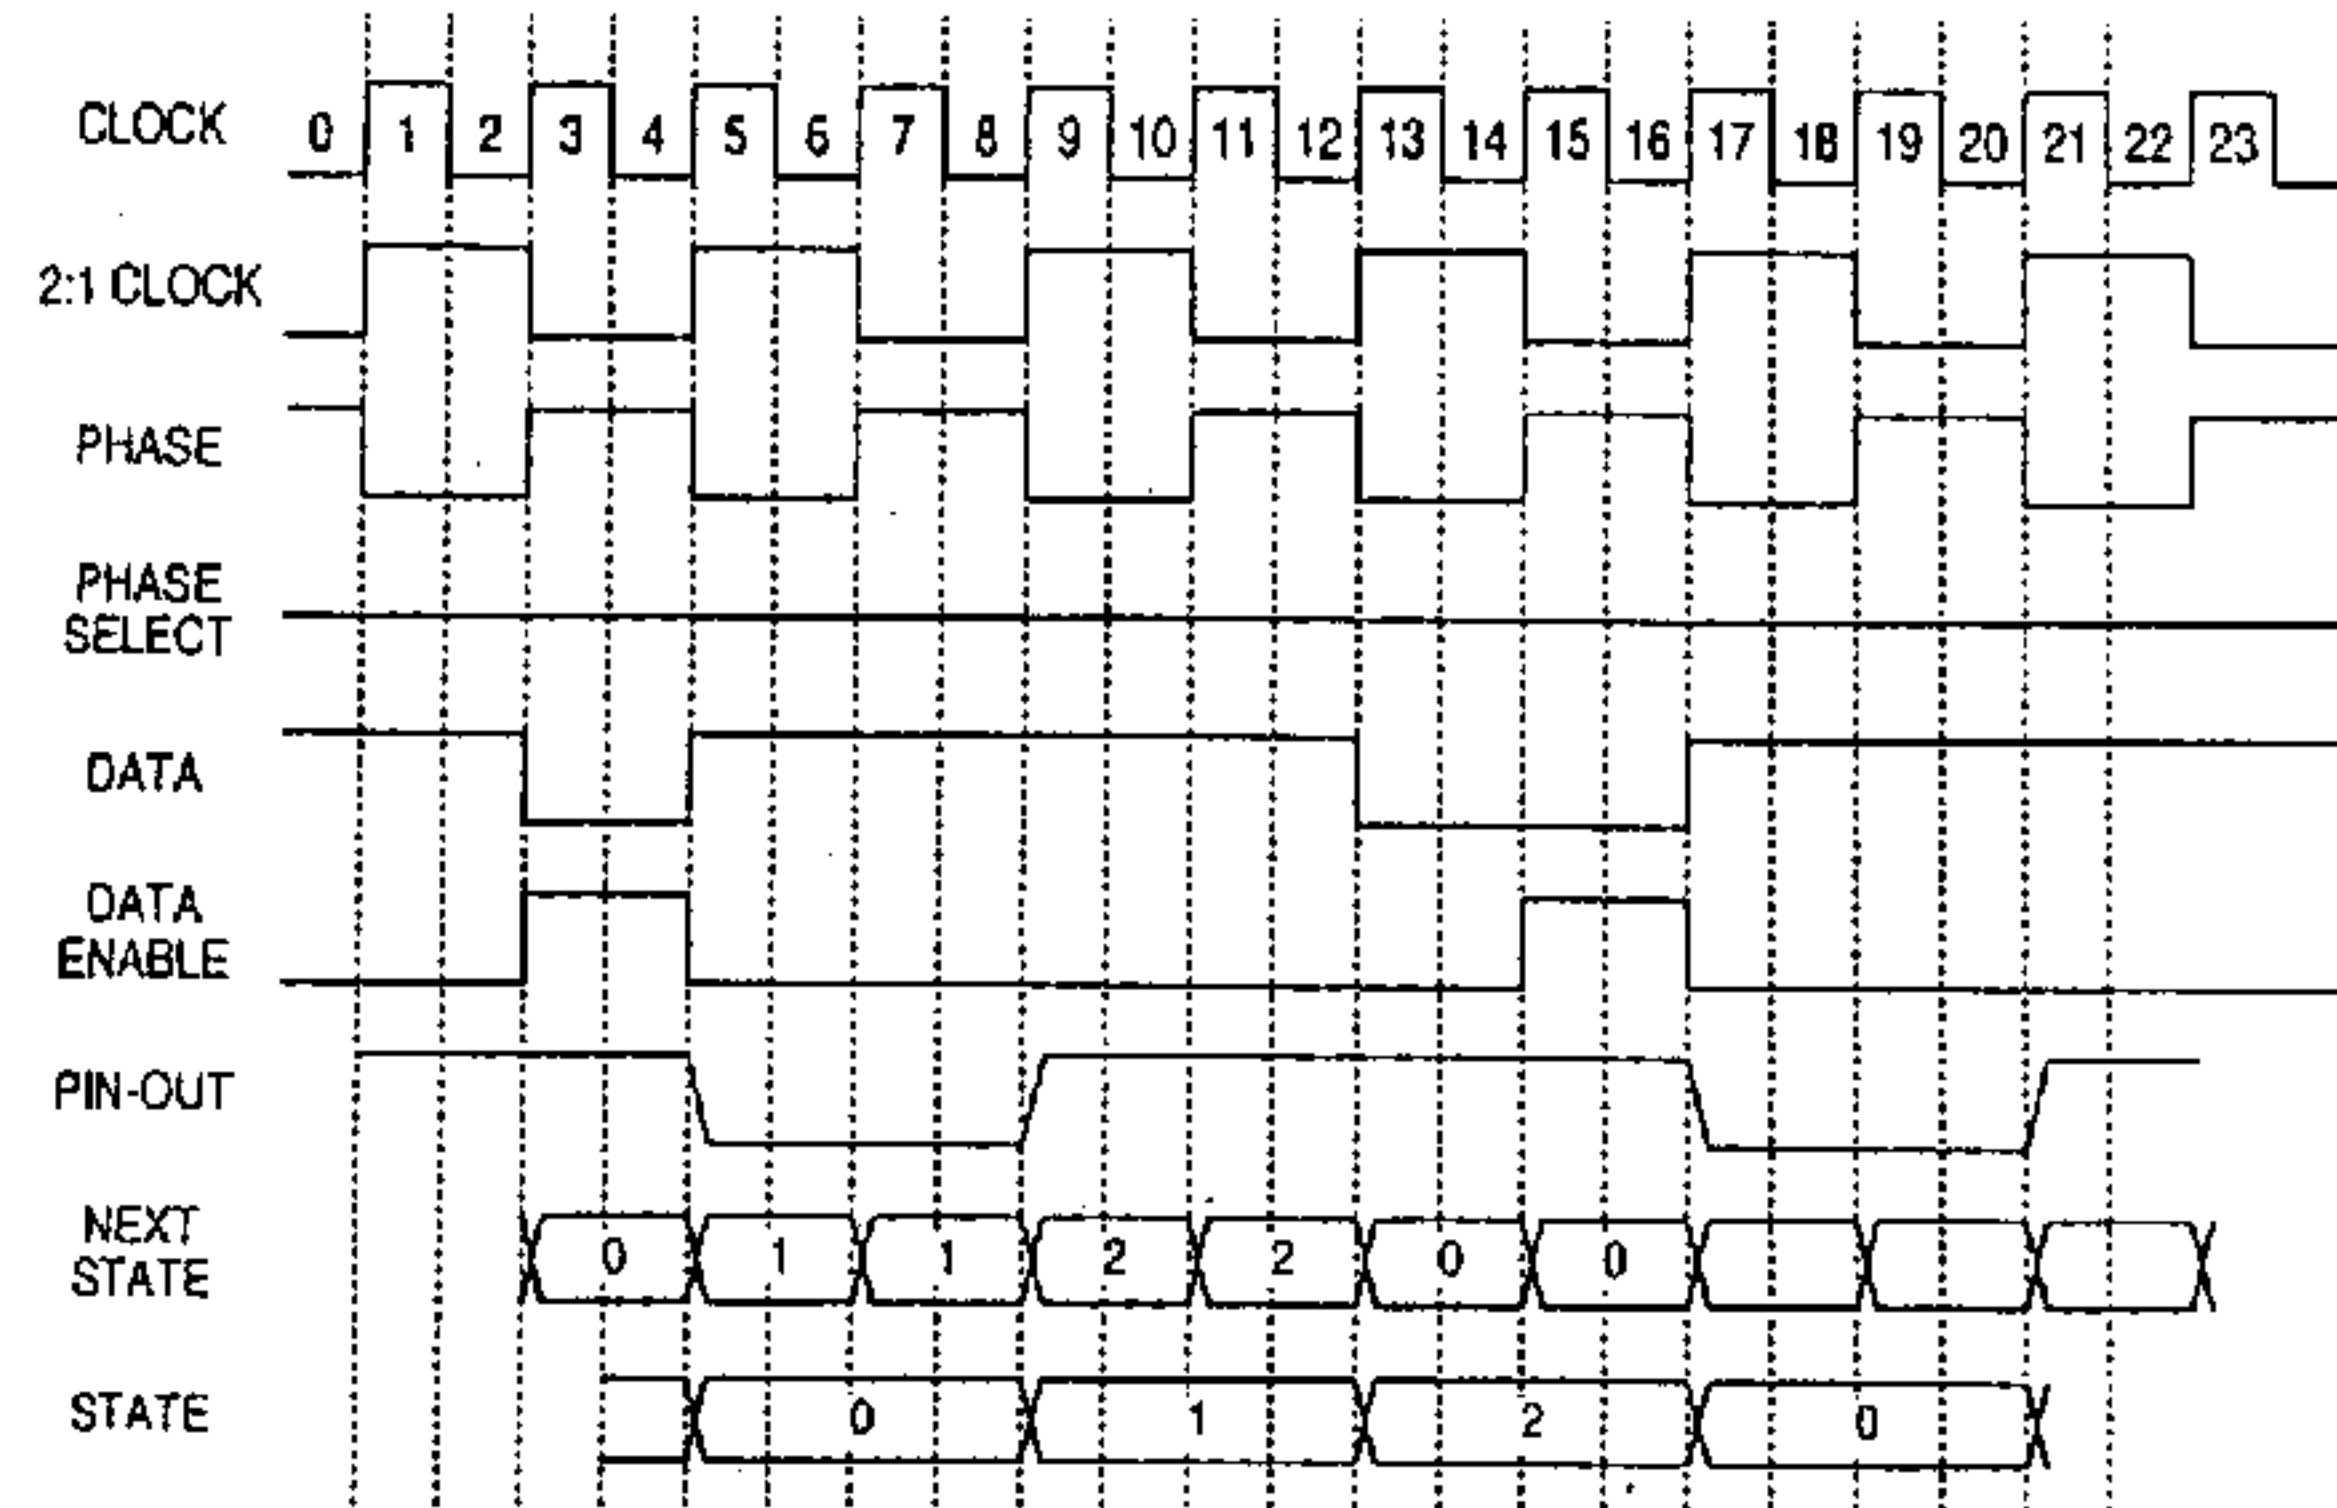 CLOCK 0 1 2 3 4 5 6 7 8 9 10 11 12 13 14 15 16 17 18 19 20 21 22 23
2:1 CLOCK
PHASE
PHASE
SELECT
DATA
DATA
ENABLE
PIN-OUT
NEXT
STATE
0 1 1 2 2 0 0
STATE 0 1 2 0